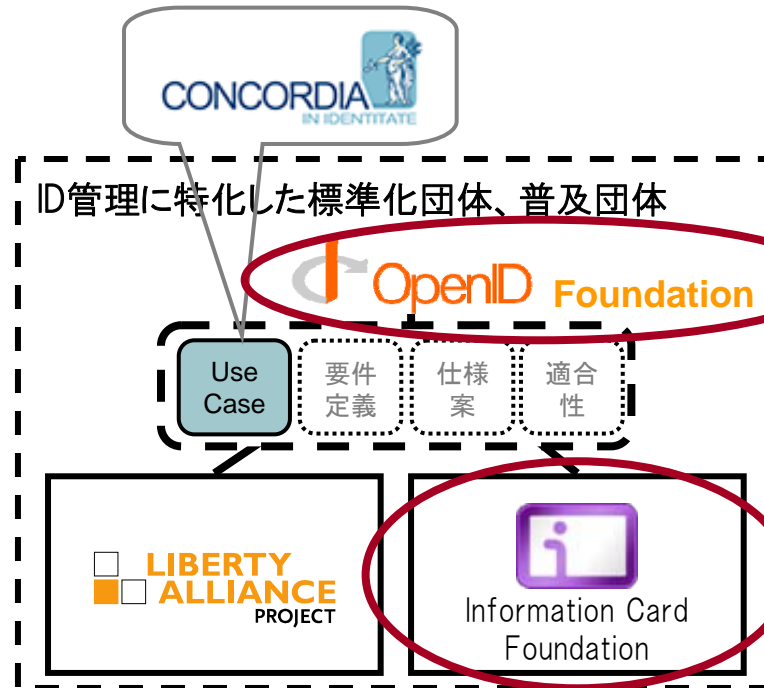 CONCORDIA
IN IDENTITATE
ID管理に特化した標準化団体、普及団体
OpenID Foundation
Use
Case
要件
定義
仕様
案
適合
性
LIBERTY
ALLIANCE
PROJECT
i
Information Card
Foundation